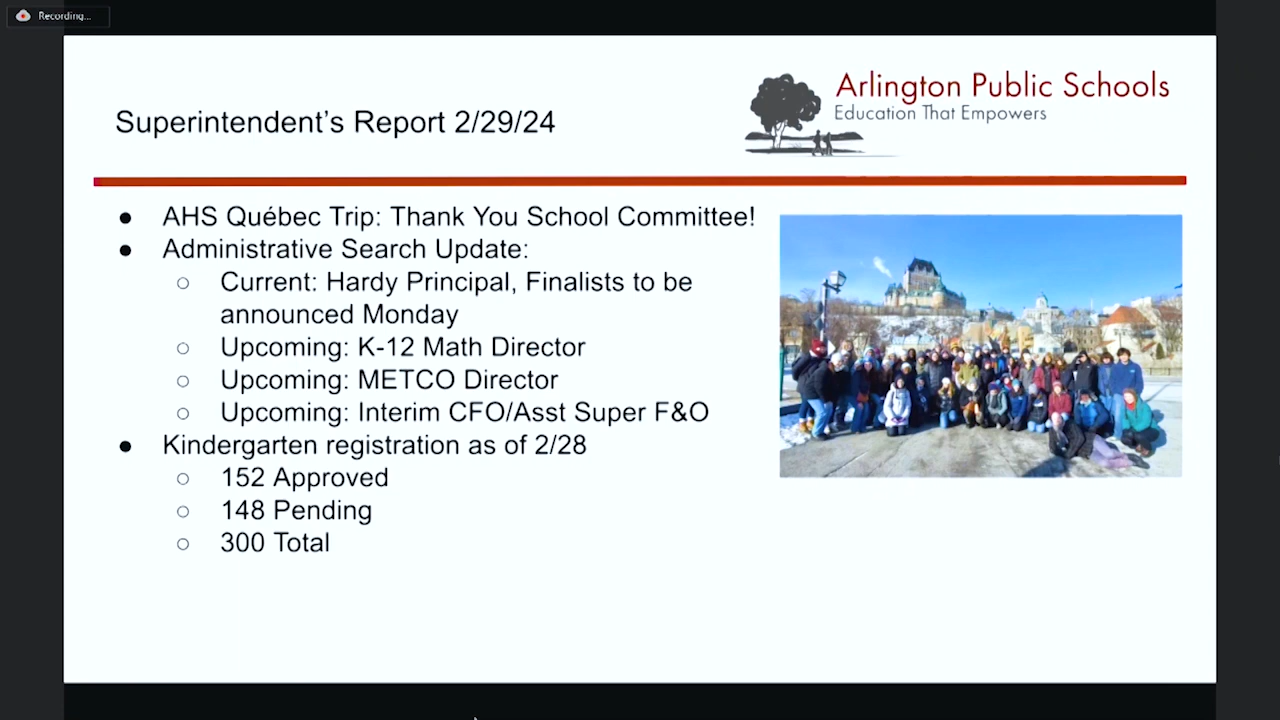 Recording...
Superintendent's Report 2/29/24
Arlington Public Schools
Education That Empowers
● AHS Québec Trip: Thank You School Committee!
● Administrative Search Update:
○ Current: Hardy Principal, Finalists to be
announced Monday
○ Upcoming: K-12 Math Director
○ Upcoming: METCO Director
○ Upcoming: Interim CFO/Asst Super F&O
● Kindergarten registration as of 2/28
○ 152 Approved
○ 148 Pending
○ 300 Total